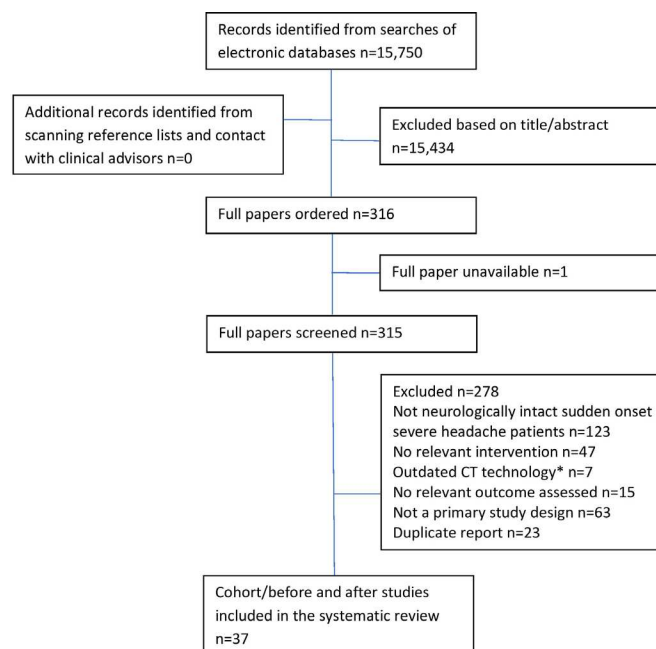 Records identified from searches of
electronic databases n=15,750
Additional records identified from
scanning reference lists and contact
with clinical advisors n=0
Excluded based on title/abstract
n=15,434
Full papers ordered n=316
Full paper unavailable n=1
Full papers screened n=315
Excluded n=278
Not neurologically intact sudden onset
severe headache patients n=123
No relevant intervention n=47
Outdated CT technology* n=7
No relevant outcome assessed n=15
Not a primary study design n=63
Duplicate report n=23
Cohort/before and after studies
included in the systematic review
n=37